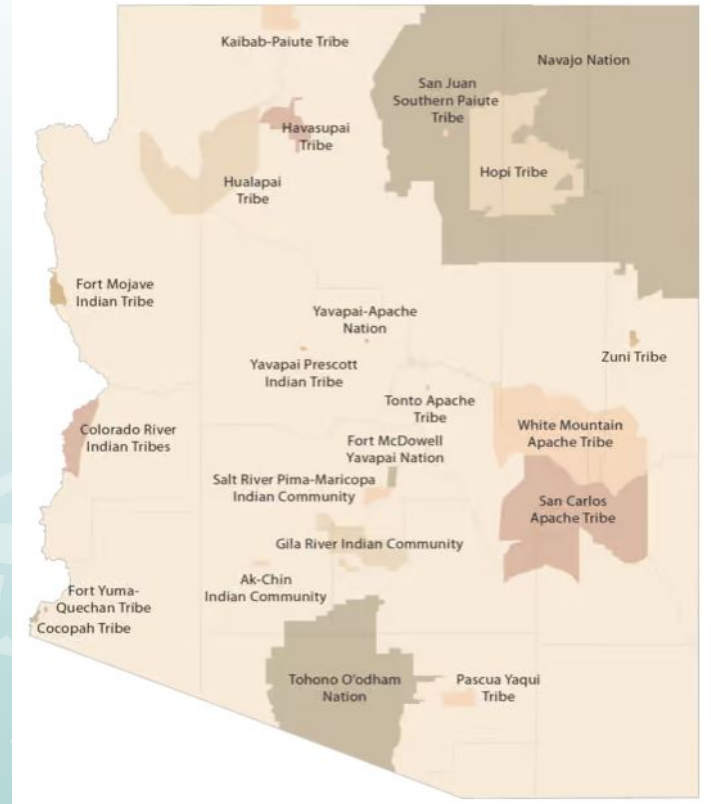 Kaibab-Paiute Tribe
Navajo Nation
San Juan
Southern Paiute
Tribe
Havasupai
Tribe
Hopi Tribe
Hualapai
Tribe
Fort Mojave
Indian Tribe
Yavapai-Apache
Nation
Zuni Tribe
Yavapai Prescott
Indian Tribe
Tonto Apache
Tribe
White Mountain
Apache Tribe
Colorado River
Indian Tribes
Fort McDowell
Yavapai Nation
Salt River Pima-Maricopa
Indian Community
San Carlos
Apache Tribe
Gila River Indian Community
Ak-Chin
Indian Community
Fort Yuma-
Quechan Tribe
Cocopah Tribe
Tohono O'odham
Nation
Pascua Yaqui
Tribe